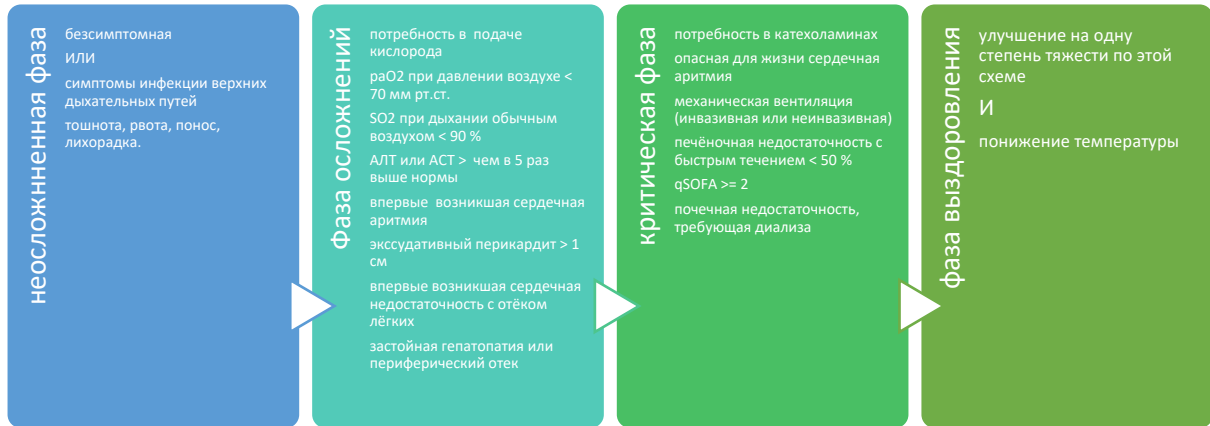 неосложнненная фаза
безсимптомная
ИЛИ
симптомы инфекции верхних
дыхательных путей
тошнота, рвота, понос,
лихорадка.
Фаза осложнений
потребность в подаче
кислорода
paO2 при давлении воздухе <
70 мм рт.ст.
SO2 при дыхании обычным
воздухом < 90 %
АЛТ или АСТ > чем в 5 раз
выше нормы
впервые возникшая сердечная
аритмия
экссудативный перикардит > 1
см
впервые возникшая сердечная
недостаточность с отёком
лёгких
застойная гепатопатия или
периферический отек
критическая фаза
потребность в катехоламинах
опасная для жизни сердечная
аритмия
механическая вентиляция
(инвазивная или неинвазивная)
печёночная недостаточность с
быстрым течением < 50 %
qSOFA >= 2
почечная недостаточность,
требующая диализа
фаза выздоровления
улучшение на одну
степень тяжести по этой
схеме
И
понижение температуры